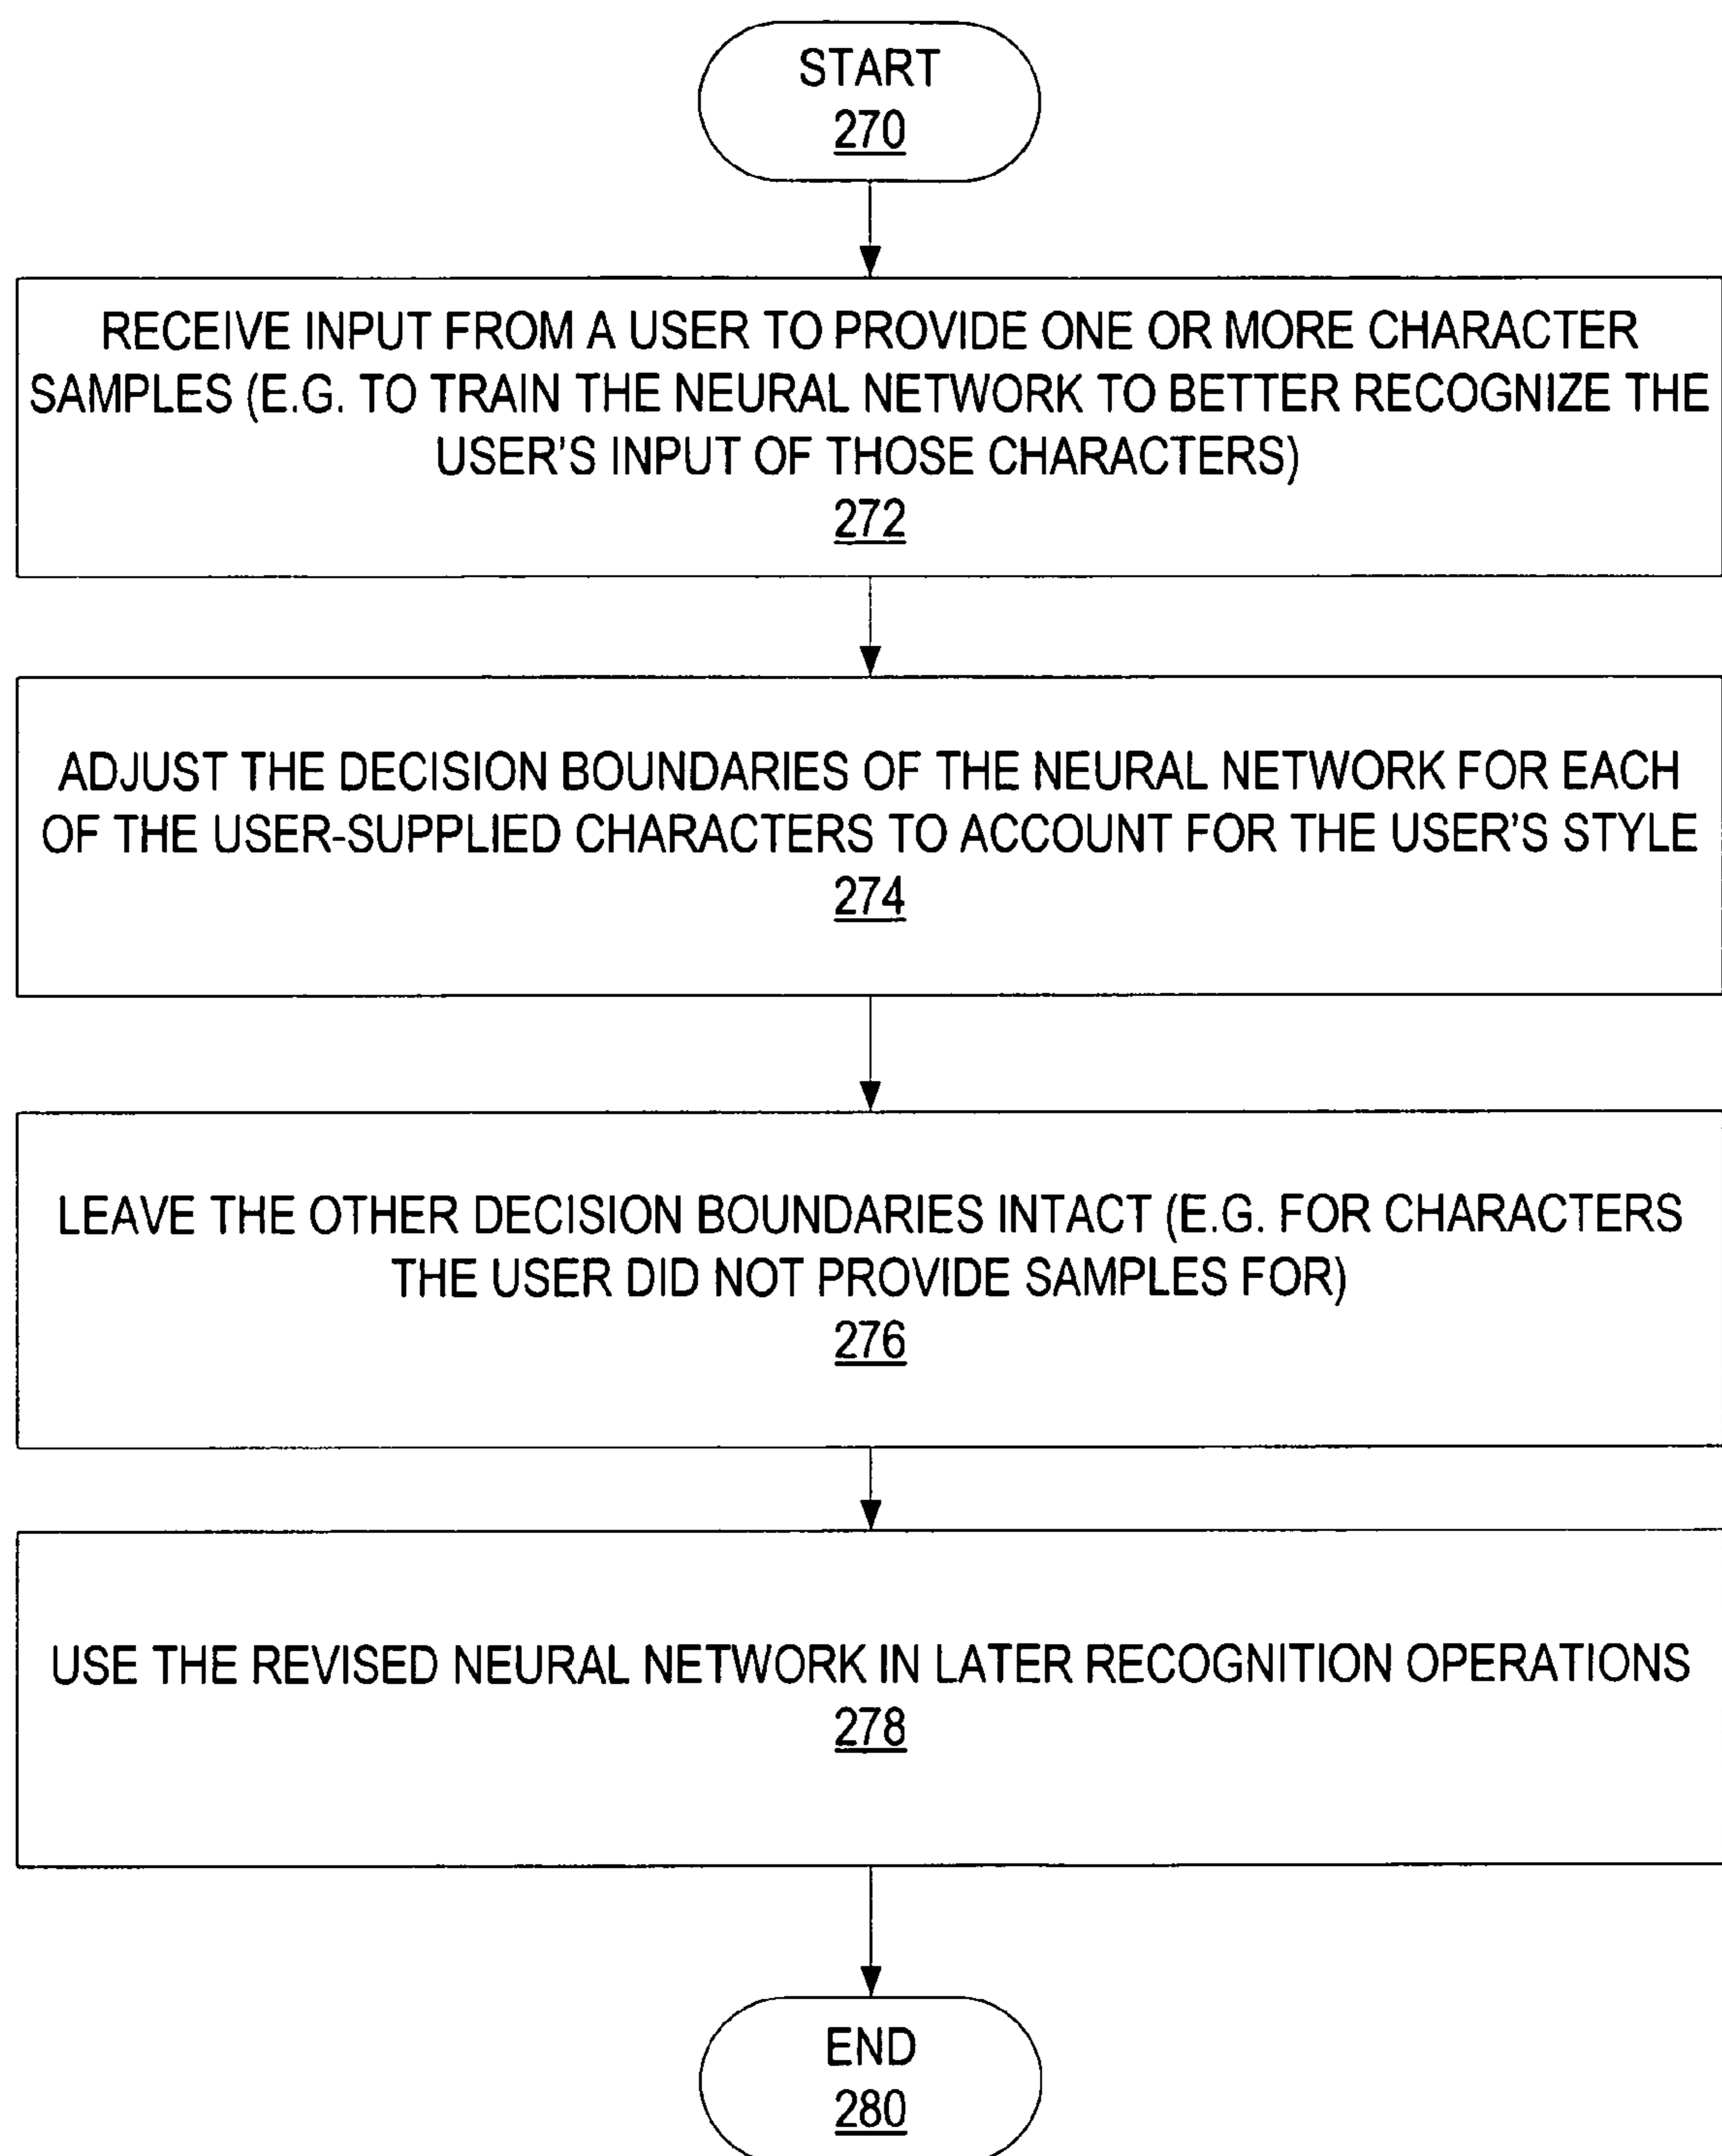 START
270
RECEIVE INPUT FROM A USER TO PROVIDE ONE OR MORE CHARACTER
SAMPLES (E.G. TO TRAIN THE NEURAL NETWORK TO BETTER RECOGNIZE THE
USER'S INPUT OF THOSE CHARACTERS)
272
ADJUST THE DECISION BOUNDARIES OF THE NEURAL NETWORK FOR EACH
OF THE USER-SUPPLIED CHARACTERS TO ACCOUNT FOR THE USER'S STYLE
274
LEAVE THE OTHER DECISION BOUNDARIES INTACT (E.G. FOR CHARACTERS
THE USER DID NOT PROVIDE SAMPLES FOR)
276
USE THE REVISED NEURAL NETWORK IN LATER RECOGNITION OPERATIONS
278
END
280